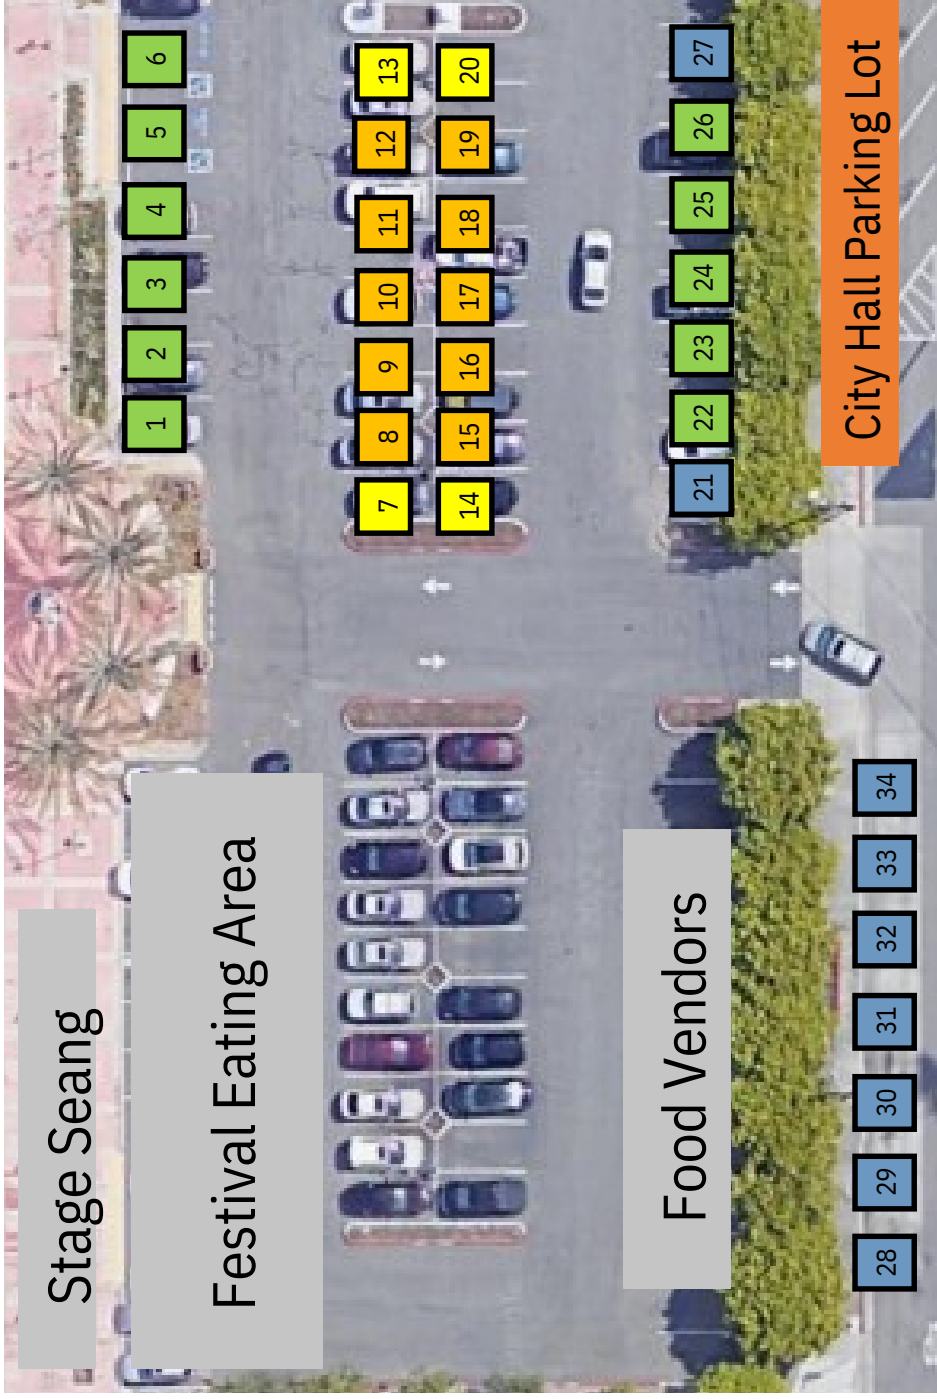 Stage Seang
1 2 3 4 5 6
Festival Eating Area
7 8 9 10 11 12 13
14 15 16 17 18 19 20
Food Vendors
21 22 23 24 25 26 27
City Hall Parking Lot
28 29 30 31 32 33 34